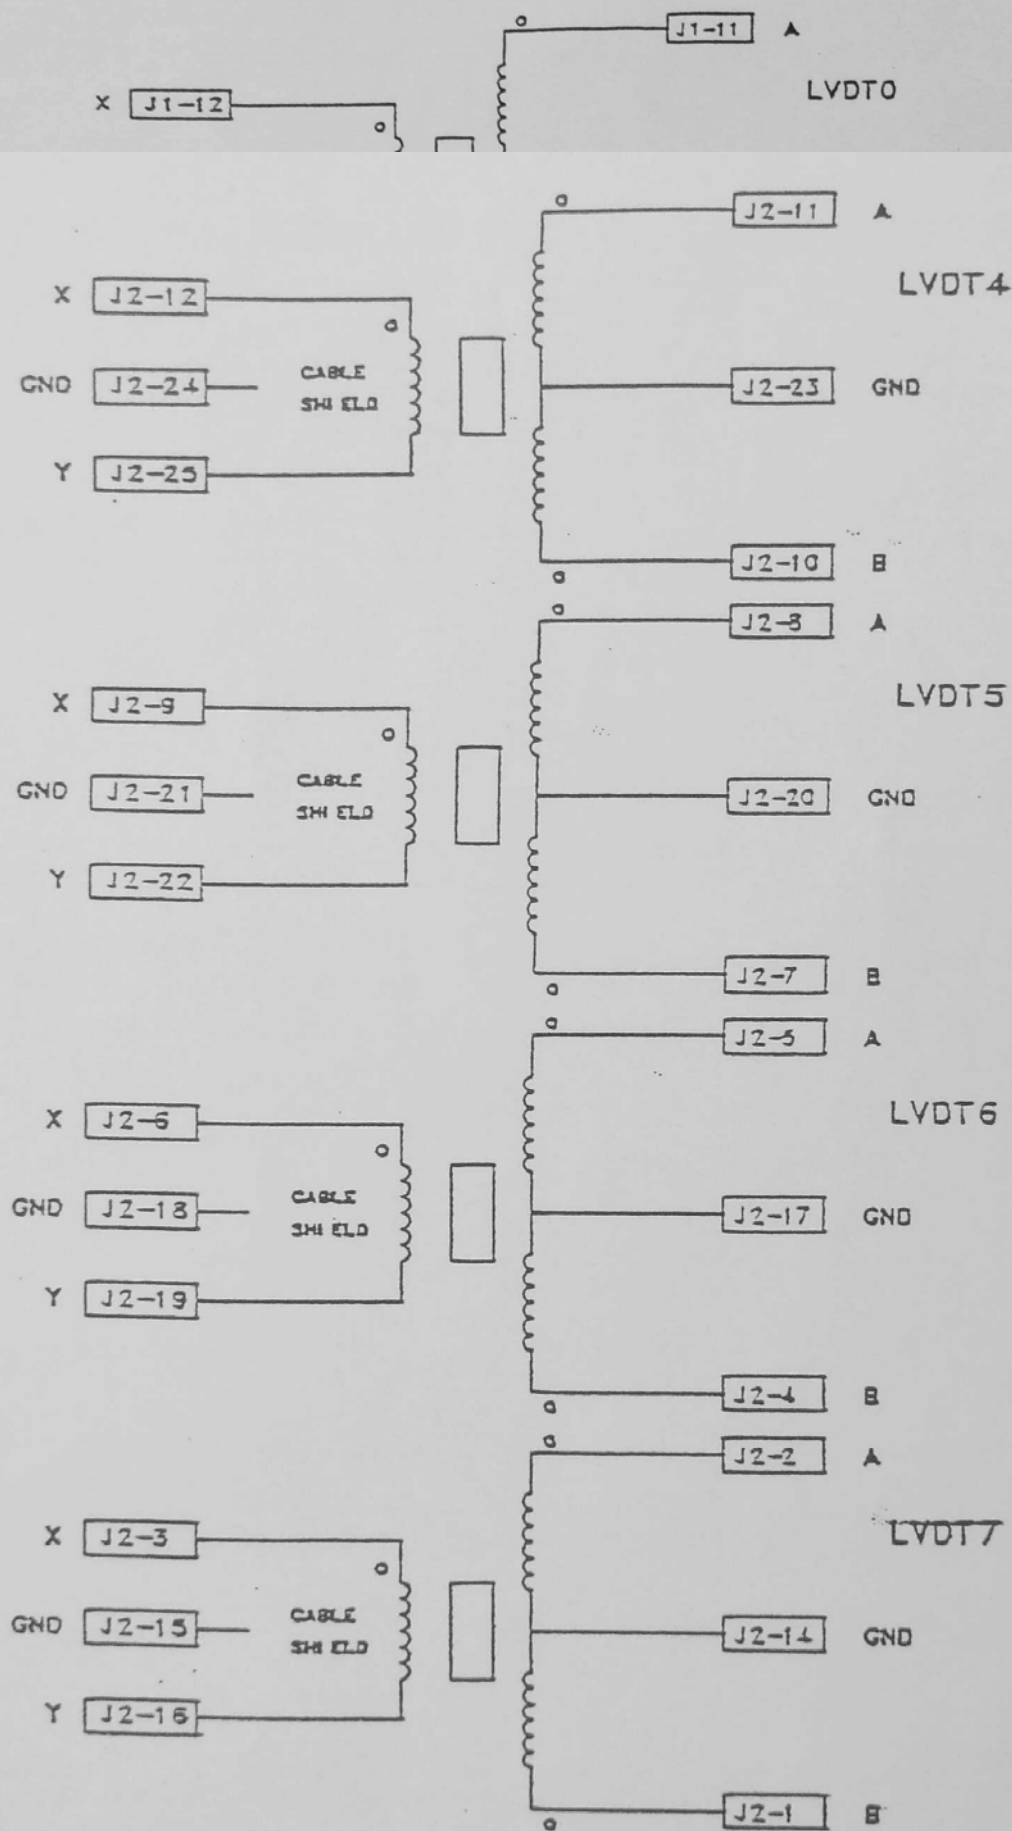 J1-11 A
LVDT0
X J1-12
J2-11 A
LVDT4
X J2-12
GND J2-24 CABLE SHIELD J2-23 GND
Y J2-25
J2-10 B
J2-8 A
LVDT5
X J2-9
GND J2-21 CABLE SHIELD J2-20 GND
Y J2-22
J2-7 B
J2-5 A
LVDT6
X J2-6
GND J2-18 CABLE SHIELD J2-17 GND
Y J2-19
J2-4 B
J2-2 A
LVDT7
X J2-3
GND J2-15 CABLE SHIELD J2-14 GND
Y J2-16
J2-1 B